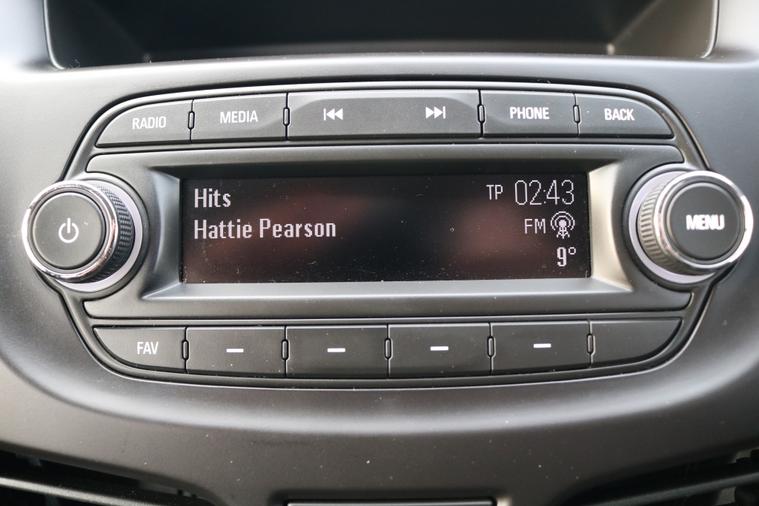 RADIO MEDIA PHONE BACK
Hits TP 02:43
Hattie Pearson FM
9°
MENU
FAV